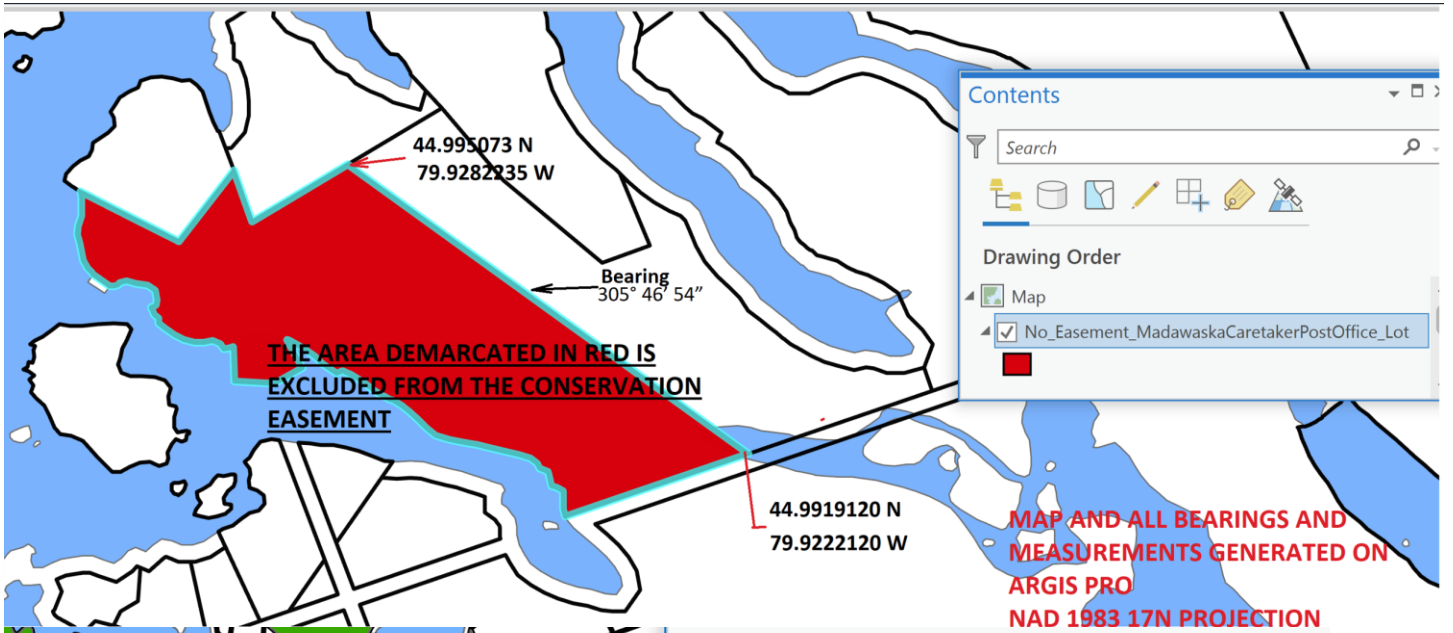 44.995073 N
79.9282235 W
Contents
Search
Drawing Order
Map
No_Easement_MadawaskaCaretakerPostOffice_Lot
Bearing
305° 46' 54”
THE AREA DEMARCATED IN RED IS
EXCLUDED FROM THE CONSERVATION
EASEMENT
44.9919120 N
79.9222120 W
MAP AND ALL BEARINGS AND
MEASUREMENTS GENERATED ON
ARGIS PRO
NAD 1983 17N PROJECTION